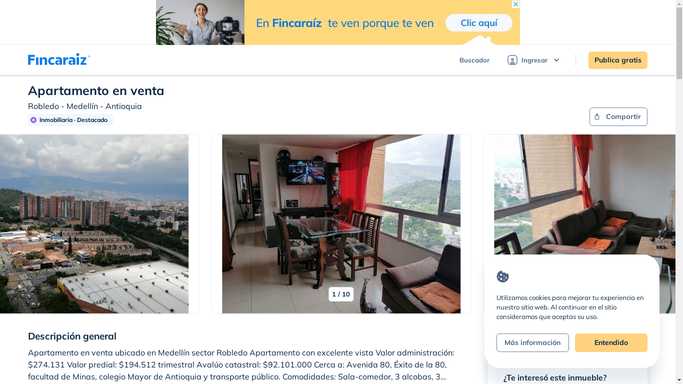 En Fincaraíz te ven porque te ven
Clic aquí
Fincaraiz
Buscador
Ingresar
Publica gratis
Apartamento en venta
Robledo - Medellín - Antioquia
Inmobiliaria · Destacado
Compartir
1 / 10
Utilizamos cookies para mejorar tu experiencia en
nuestro sitio web. Al continuar en el sitio
consideramos que aceptas su uso.
Más información
Entendido
Descripción general
Apartamento en venta ubicado en Medellín sector Robledo Apartamento con excelente vista Valor administración:
$274.131 Valor predial: $194.512 trimestral Avalúo catastral: $92.101.000 Cerca a: Avenida 80, Éxito de la 80,
facultad de Minas, colegio Mayor de Antioquia y transporte público. Comodidades: Sala-comedor, 3 alcobas, 3...
¿Te interesó este inmueble?